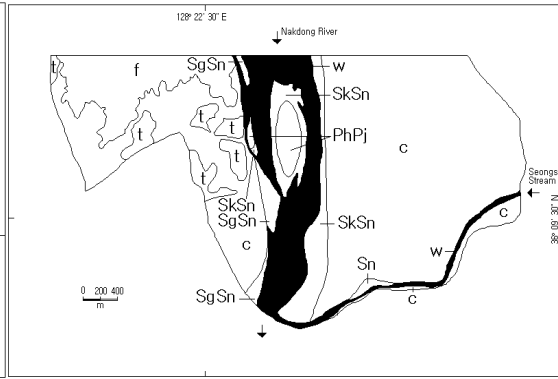 128° 22' 30" E
Nakdong River
SgSn
w
t
f
SkSn
t
t
PhPj
t
c
t
t
SkSn
SgSn
Seongs
Stream
c
36° 09' 30" N
SkSn
c
w
Sn
c
SgSn
0 200 400
m